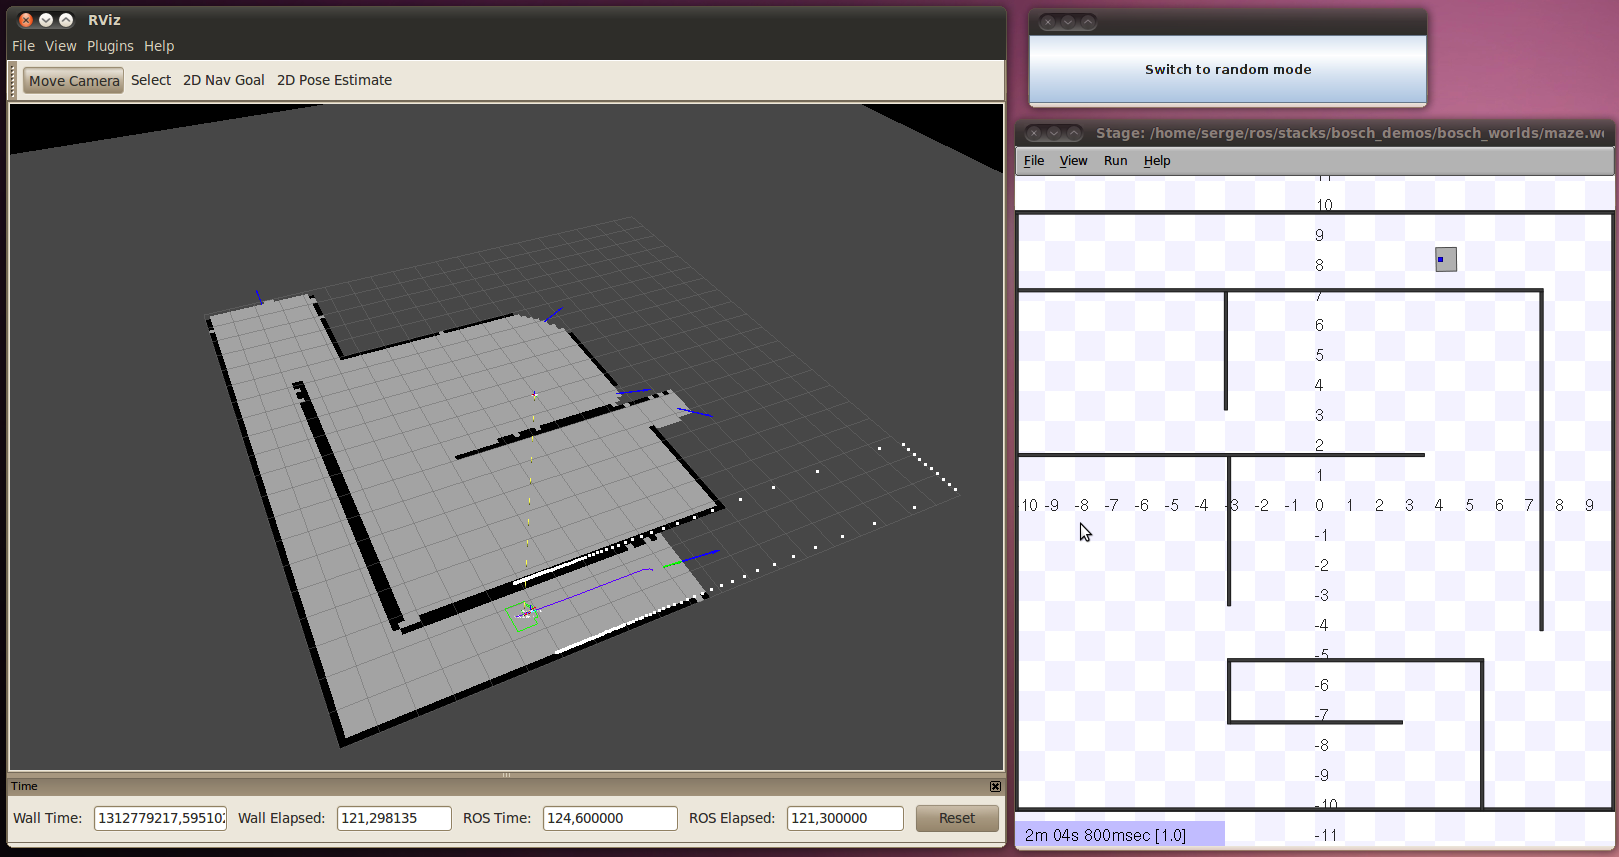 RViz
File View Plugins Help
Move Camera Select 2D Nav Goal 2D Pose Estimate
Time
Wall Time: 1312779217,59510 Wall Elapsed: 121,298135 ROS Time: 124,600000 ROS Elapsed: 121,300000 Reset
Switch to random mode
Stage: /home/serge/ros/stacks/bosch_demos/bosch_worlds/maze.w
File View Run Help
11
10
9
8
7
6
5
4
3
2
1
10 -9 -8 -7 -6 -5 -4 -3 -2 -1 0 1 2 3 4 5 6 7 8 9
-1
-2
-3
-4
-5
-6
-7
-8
-9
-10
-11
2m 04s 800msec [1.0]